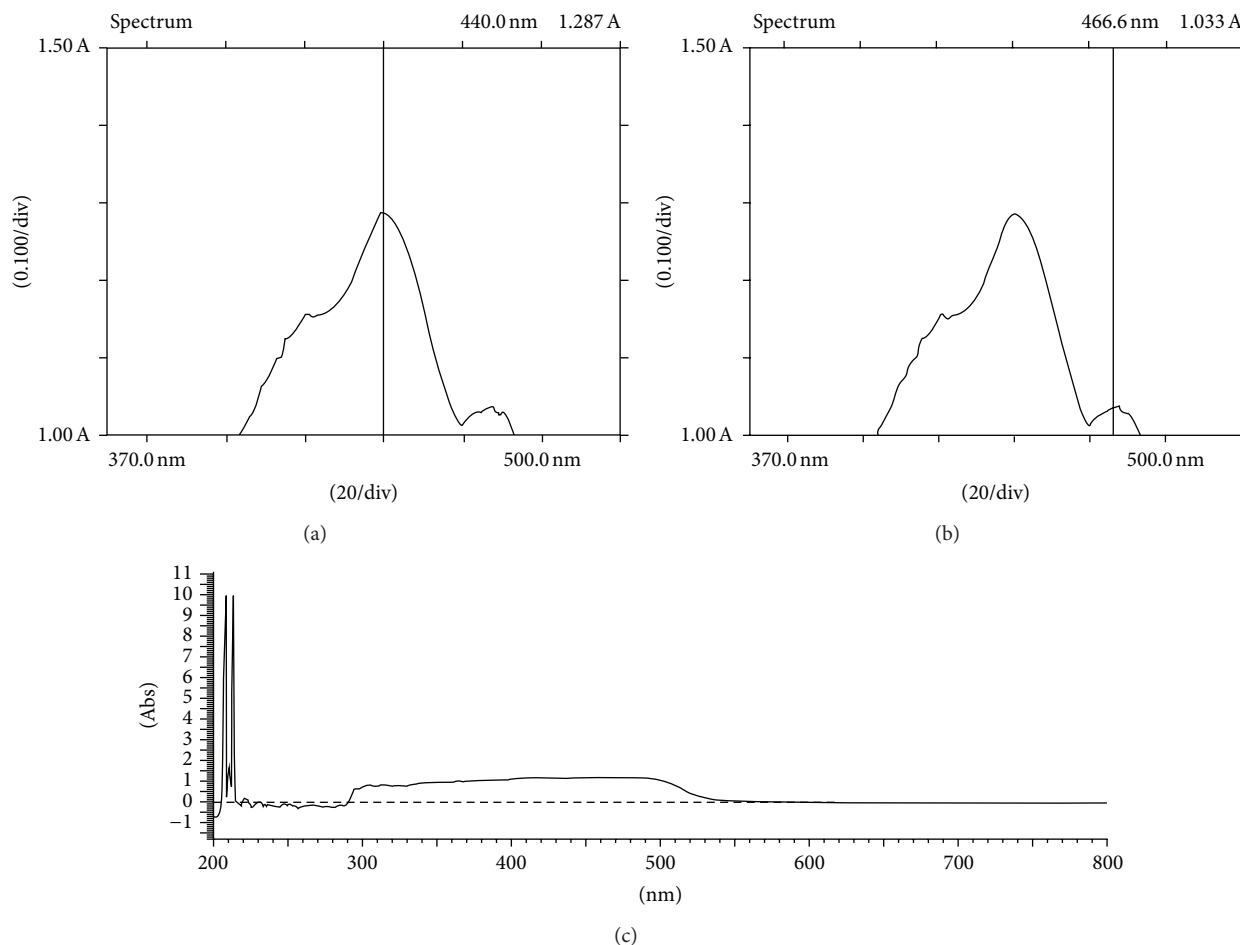 Spectrum 440.0 nm 1.287 A
1.50 A
(0.100/div)
1.00 A
370.0 nm 500.0 nm
(20/div)
(a)
Spectrum 466.6 nm 1.033 A
1.50 A
(0.100/div)
1.00 A
370.0 nm 500.0 nm
(20/div)
(b)
11
10
9
8
7
6
5
4
3
2
1
0
−1
(Abs)
200 300 400 500 600 700 800
(nm)
(c)